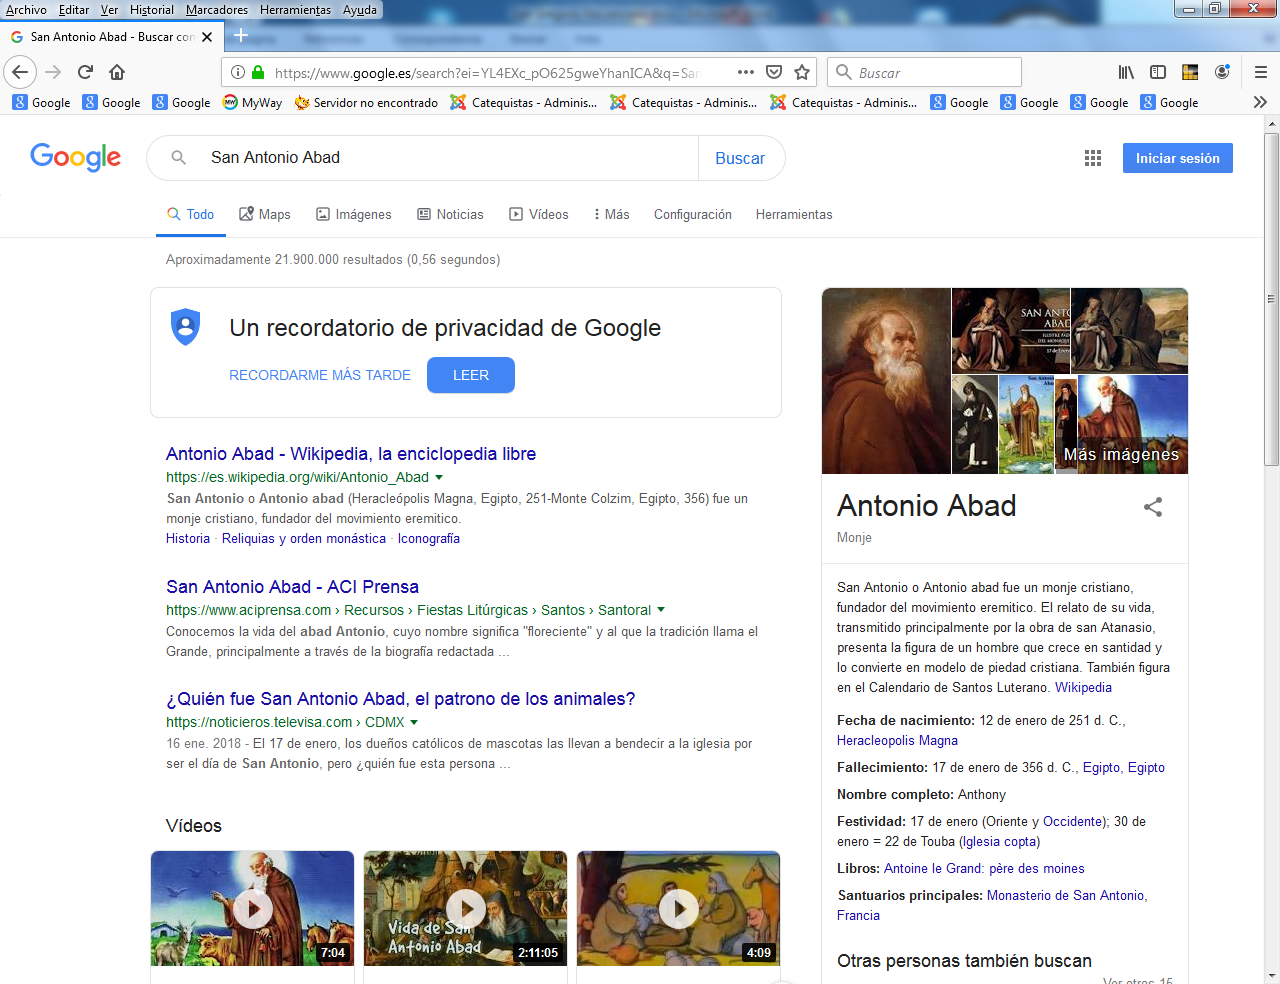 Archivo Editar Ver Historial Marcadores Herramientas Ayuda
San Antonio Abad - Buscar con
https://www.google.es/search?ei=YL4EXc_pO625gweYhanICA&q=Sa
Buscar
Google Google Google MyWay Servidor no encontrado Catequistas - Adminis... Catequistas - Adminis... Catequistas - Adminis... Google Google Google Google
Google
San Antonio Abad
Buscar
Iniciar sesión
Todo Maps Imágenes Noticias Vídeos Más Configuración Herramientas
Aproximadamente 21.900.000 resultados (0,56 segundos)
Un recordatorio de privacidad de Google
RECORDARME MÁS TARDE LEER
Antonio Abad - Wikipedia, la enciclopedia libre
https://es.wikipedia.org/wiki/Antonio_Abad
San Antonio o Antonio abad (Heracleópolis Magna, Egipto, 251-Monte Colzim, Egipto, 356) fue un
monje cristiano, fundador del movimiento eremítico.
Historia · Reliquias y orden monástica · Iconografía
San Antonio Abad - ACI Prensa
https://www.aciprensa.com › Recursos › Fiestas Litúrgicas › Santos › Santoral
Conocemos la vida del abad Antonio, cuyo nombre significa "floreciente" y al que la tradición llama el
Grande, principalmente a través de la biografía redactada ...
¿Quién fue San Antonio Abad, el patrono de los animales?
https://noticieros.televisa.com › CDMX
16 ene. 2018 - El 17 de enero, los dueños católicos de mascotas las llevan a bendecir a la iglesia por
ser el día de San Antonio, pero ¿quién fue esta persona ...
Vídeos
7:04
Vida de San
Antonio Abad
2:11:05
4:09
SAN ANTO
ABAD
Más imágenes
Antonio Abad
Monje
San Antonio o Antonio abad fue un monje cristiano,
fundador del movimiento eremítico. El relato de su vida,
transmitido principalmente por la obra de san Atanasio,
presenta la figura de un hombre que crece en santidad y
lo convierte en modelo de piedad cristiana. También figura
en el Calendario de Santos Luterano. Wikipedia
Fecha de nacimiento: 12 de enero de 251 d. C.,
Heracleopolis Magna
Fallecimiento: 17 de enero de 356 d. C., Egipto, Egipto
Nombre completo: Anthony
Festividad: 17 de enero (Oriente y Occidente); 30 de
enero = 22 de Touba (Iglesia copta)
Libros: Antoine le Grand: père des moines
Santuarios principales: Monasterio de San Antonio,
Francia
Otras personas también buscan
Ver otros 15